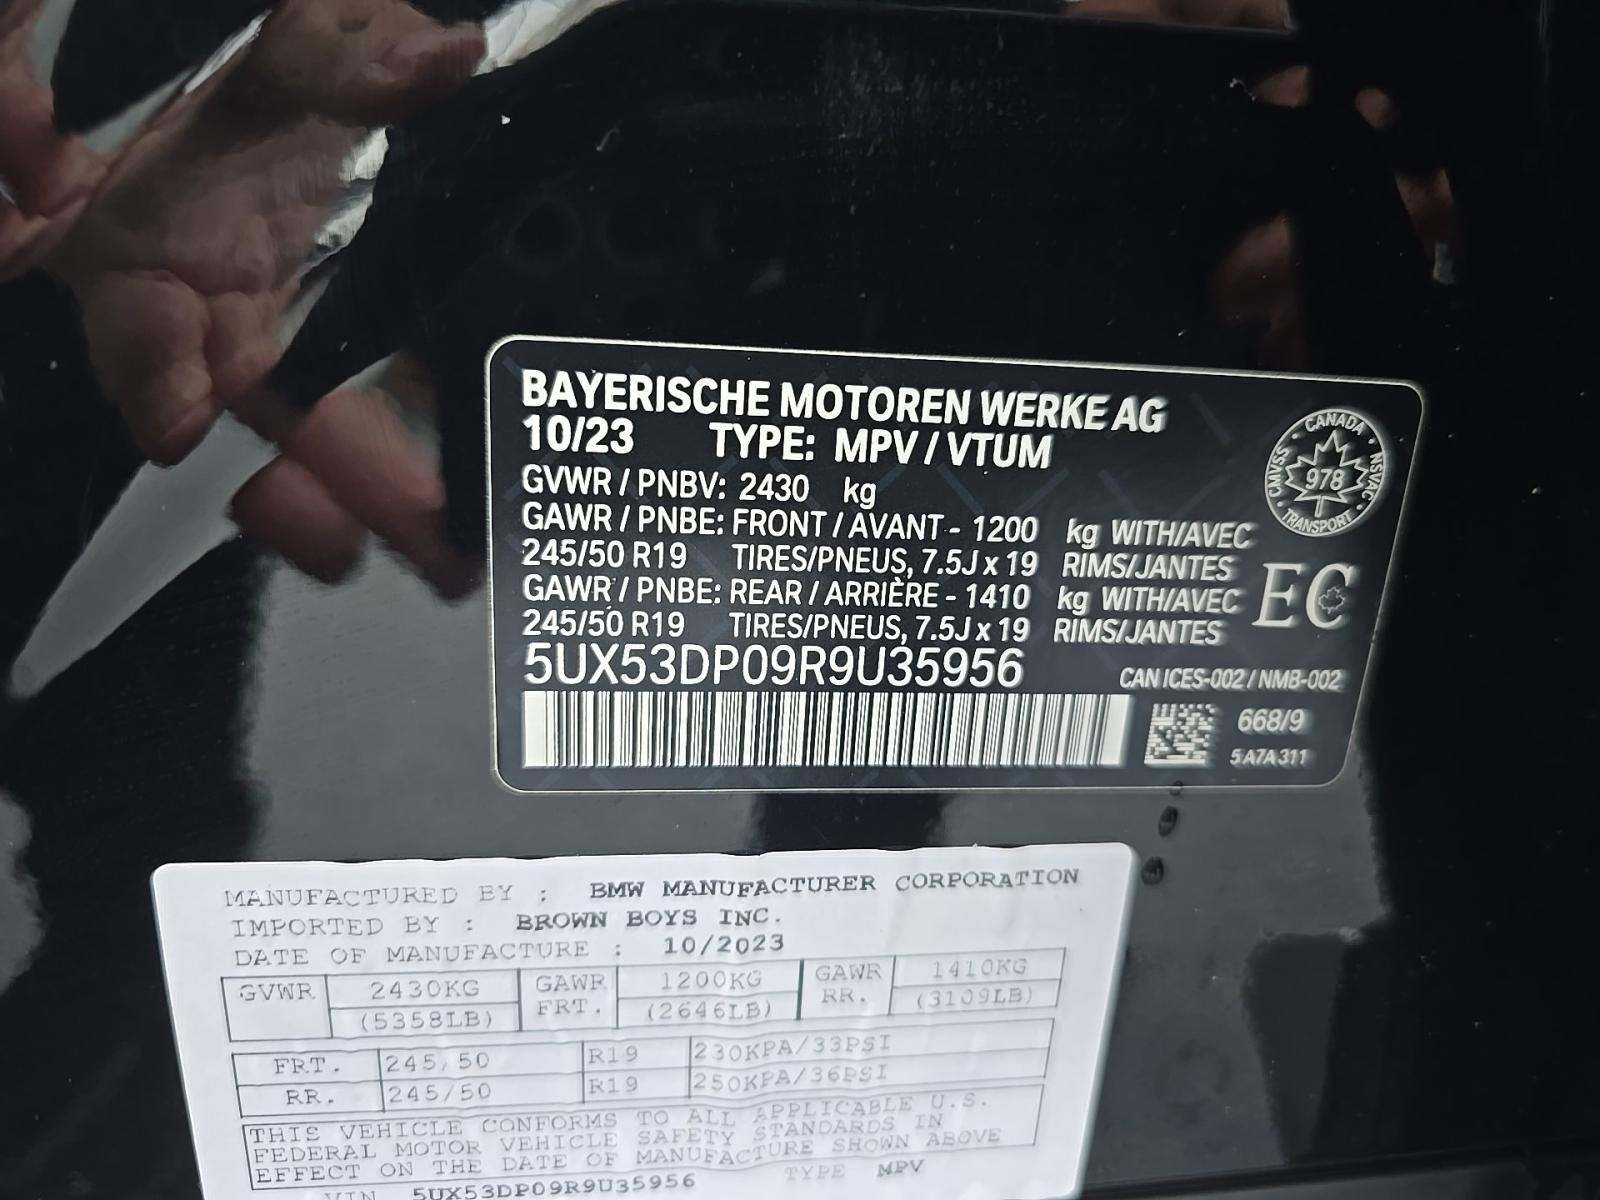 BAYERISCHE MOTOREN WERKE AG
10/23 TYPE: MPV / VTUM
GVWR / PNBV: 2430 kg
GAWR / PNBE: FRONT / AVANT - 1200 kg WITH/AVEC
245/50 R19 TIRES/PNEUS, 7.5J x 19 RIMS/JANTES
GAWR / PNBE: REAR / ARRIÈRE - 1410 kg WITH/AVEC
245/50 R19 TIRES/PNEUS, 7.5J x 19 RIMS/JANTES
5UX53DP09R9U35956
CANADA
CMVSS 978 NSVAC
TRANSPORT
EC
CAN ICES-002 / NMB-002
668/9
5A7A311
MANUFACTURED BY : BMW MANUFACTURER CORPORATION
IMPORTED BY : BROWN BOYS INC.
DATE OF MANUFACTURE : 10/2023
GVWR 2430KG GAWR 1200KG GAWR 1410KG
(5358LB) FRT. (2646LB) RR. (3109LB)
FRT. 245/50 R19 230KPA/33PSI
RR. 245/50 R19 250KPA/36PSI
THIS VEHICLE CONFORMS TO ALL APPLICABLE U.S.
FEDERAL MOTOR VEHICLE SAFETY STANDARDS IN
EFFECT ON THE DATE OF MANUFACTURE SHOWN ABOVE
VIN 5UX53DP09R9U35956 TYPE MPV